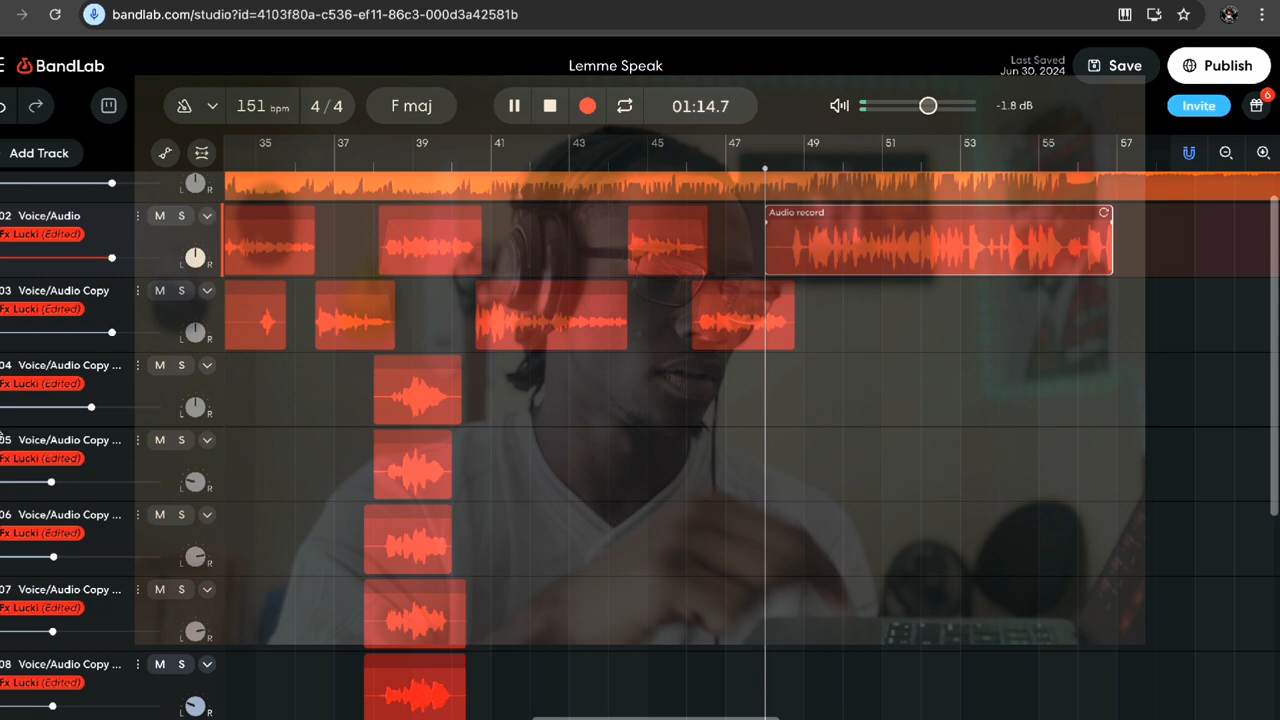 bandlab.com/studio?id=4103f80a-c536-ef11-86c3-000d3a42581b
BandLab
Lemme Speak
Last Saved
Jun 30, 2024
Save
Publish
151 bpm
4/4
F maj
01:14.7
-1.8 dB
Invite
6
Add Track
35 37 39 41 43 45 47 49 51 53 55 57
L R
02 Voice/Audio M S
Fx Lucki (Edited)
L R
Audio record
03 Voice/Audio Copy M S
Fx Lucki (Edited)
L R
04 Voice/Audio Copy ... M S
Fx Lucki (Edited)
L R
05 Voice/Audio Copy ... M S
Fx Lucki (Edited)
L R
06 Voice/Audio Copy ... M S
Fx Lucki (Edited)
L R
07 Voice/Audio Copy ... M S
Fx Lucki (Edited)
L R
08 Voice/Audio Copy ... M S
Fx Lucki (Edited)
L R